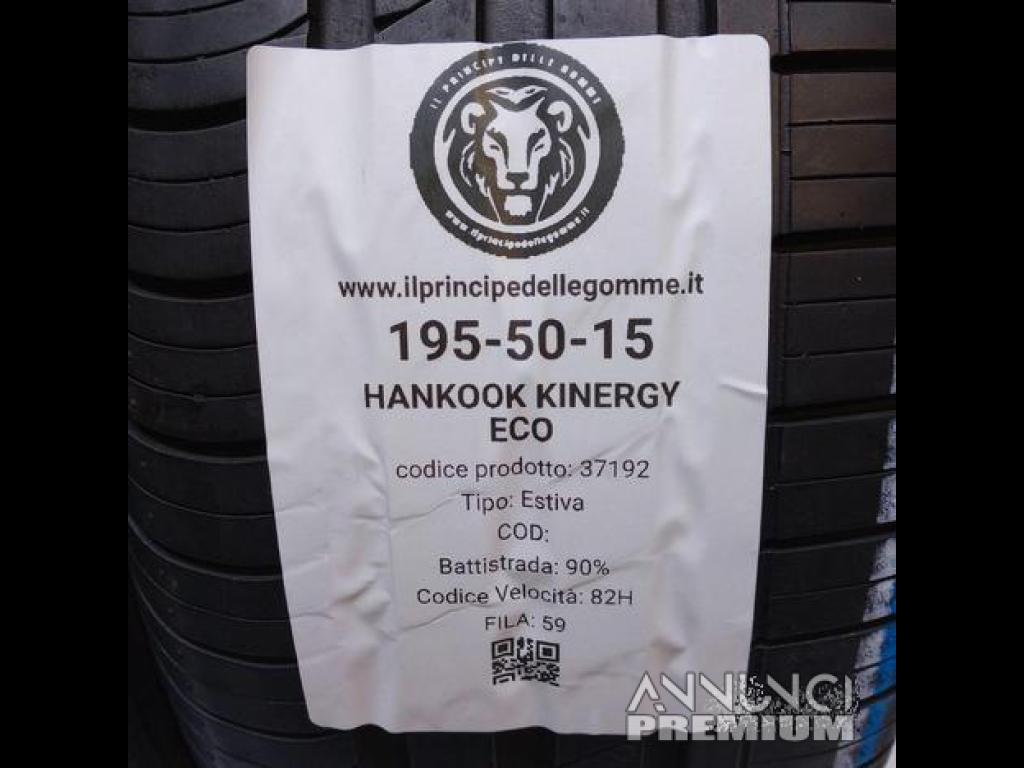 IL PRINCIPE DELLE GOMME
www.ilprincipedellegomme.it
www.ilprincipedellegomme.it
195-50-15
HANKOOK KINERGY
ECO
codice prodotto: 37192
Tipo: Estiva
COD:
Battistrada: 90%
Codice Velocità: 82H
FILA: 59
ANNUNCI
PREMIUM